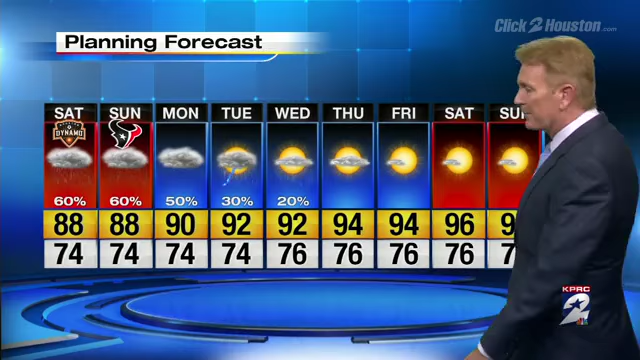 Click2Houston.com
Planning Forecast
SAT SUN MON TUE WED THU FRI SAT SUN
DYNAMO
60% 60% 50% 30% 20%
88 88 90 92 92 94 94 96
74 74 74 74 76 76 76 76
KPRC
2